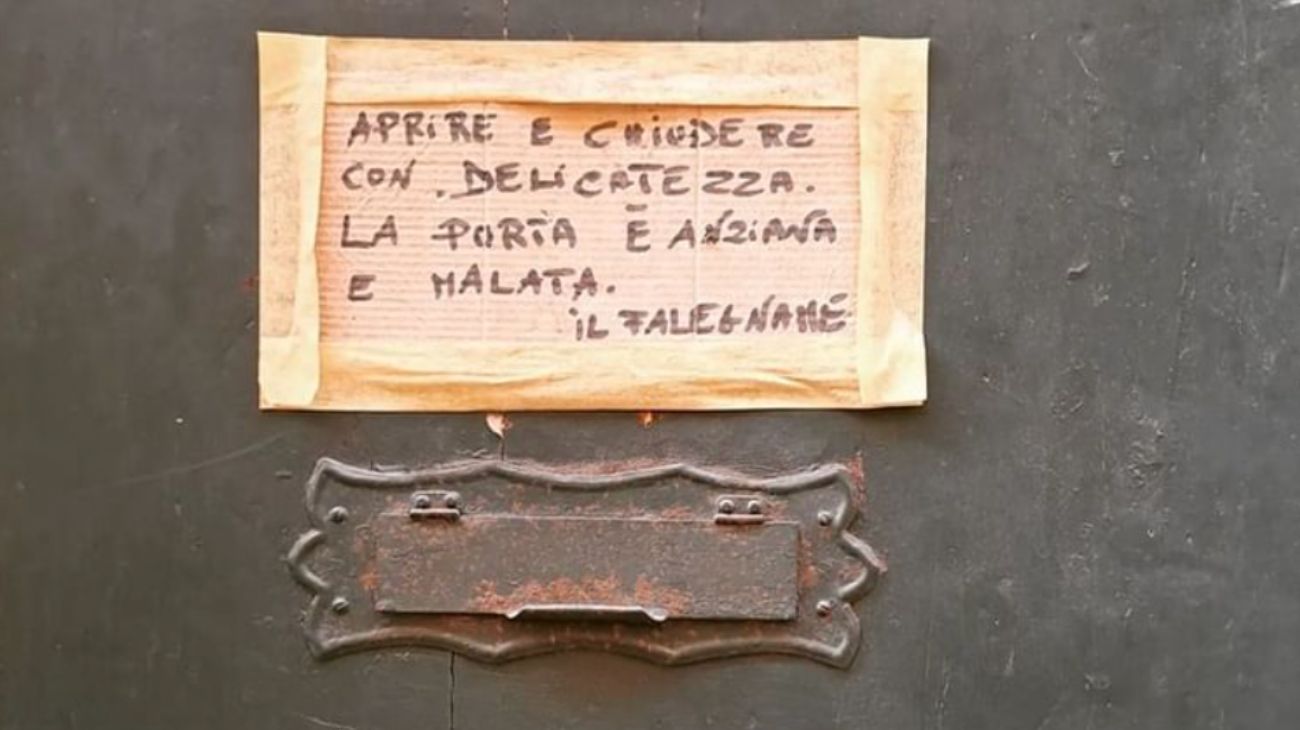 APRIRE E CHIUDERE
CON DELICATEZZA.
LA PORTA È ANZIANA
E MALATA.
IL FALEGNAME